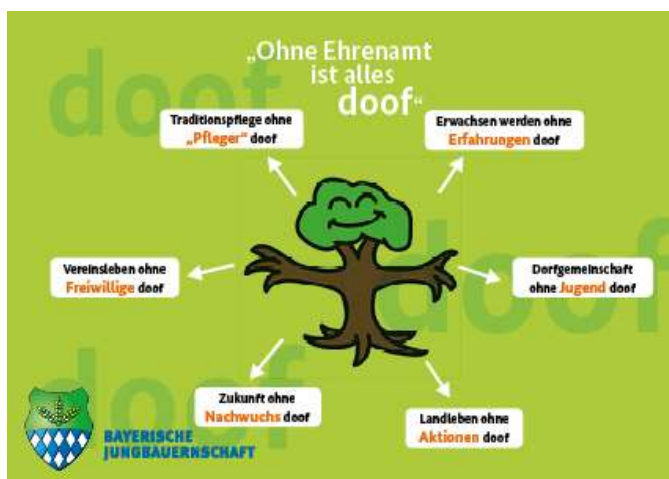 „Ohne Ehrenamt
ist alles
doof“
doof
Traditionspflege ohne
„Pfleger“ doof
Erwachsen werden ohne
Erfahrungen doof
Vereinsleben ohne
Freiwillige doof
Dorfgemeinschaft
ohne Jugend doof
doof
Zukunft ohne
Nachwuchs doof
Landleben ohne
Aktionen doof
doof
BAYERISCHE
JUNGBAUERNSCHAFT